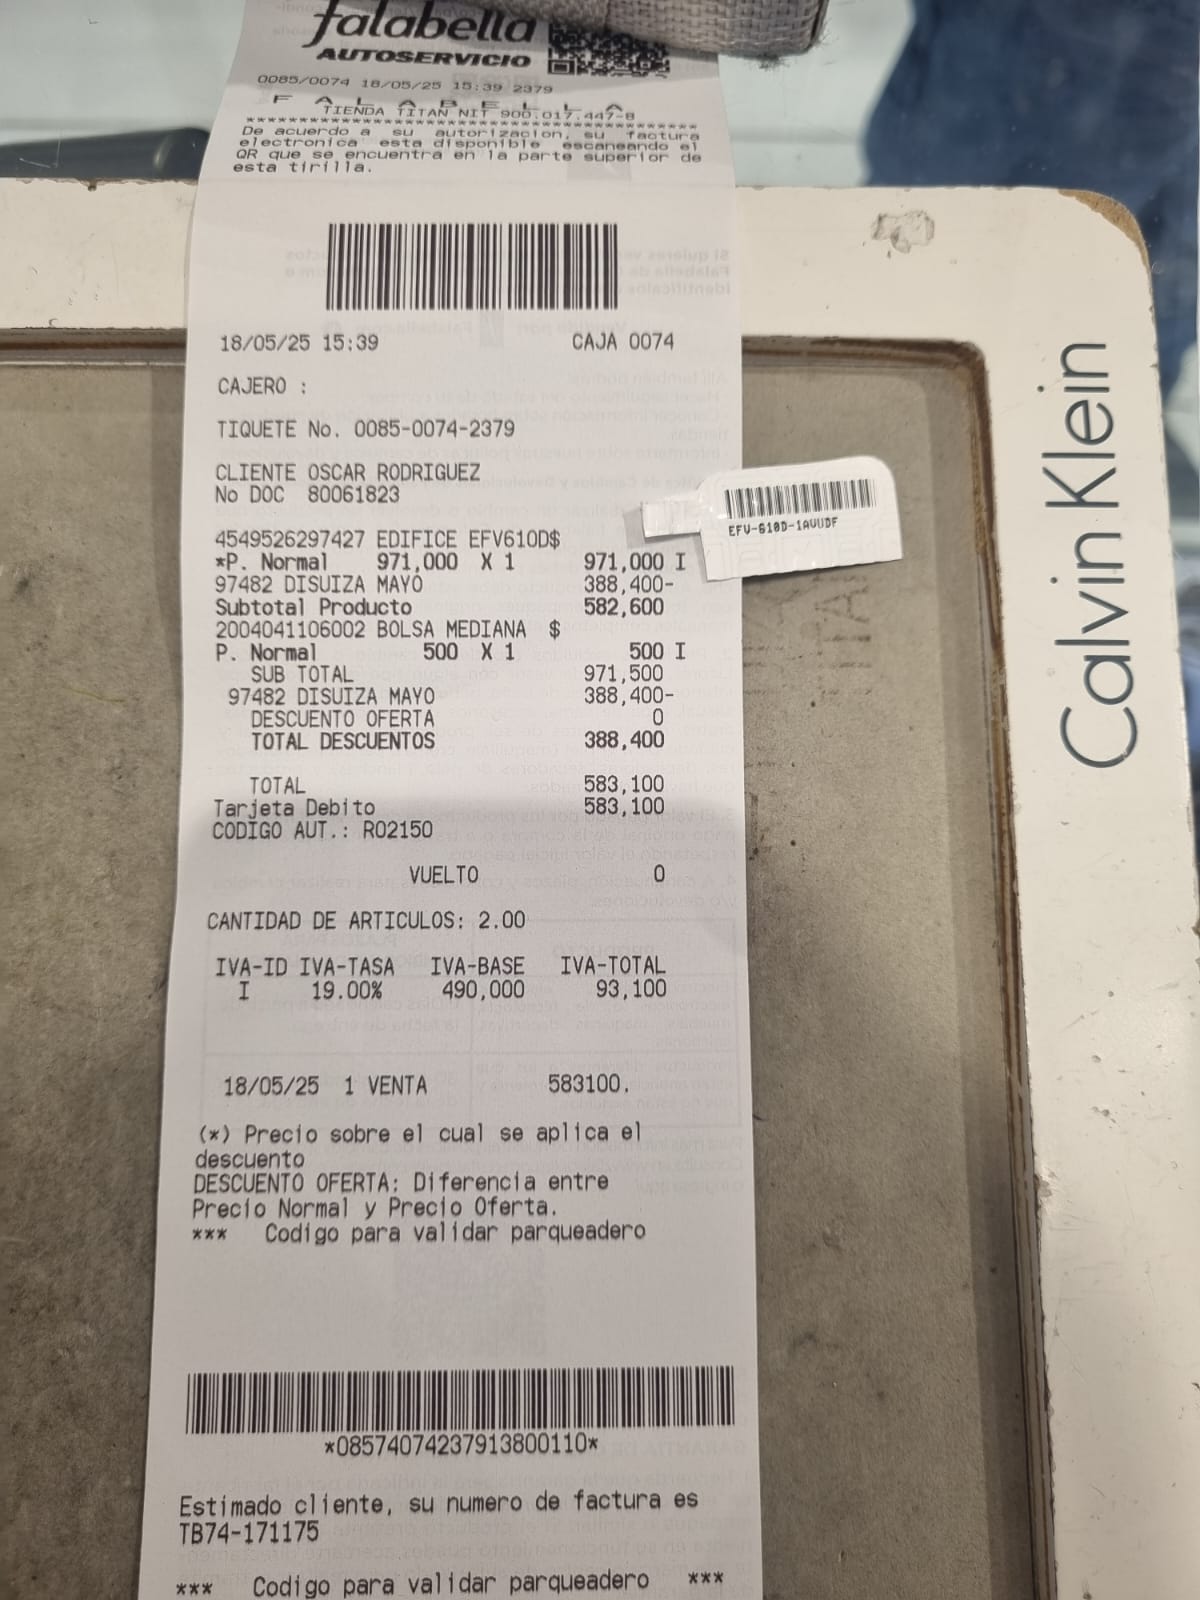 falabella
AUTOSERVICIO
0085/0074 18/05/25 15:39 2379
F A L A B E L L A
TIENDA TITAN NIT 900.017.447-8
****************************************
De acuerdo a su autorizacion, su factura
electronica esta disponible escaneando el
QR que se encuentra en la parte superior de
esta tirilla.
18/05/25 15:39 CAJA 0074
CAJERO :
TIQUETE No. 0085-0074-2379
CLIENTE OSCAR RODRIGUEZ
No DOC 80061823
4549526297427 EDIFICE EFV610D$
*P. Normal 971,000 X 1 971,000 I
97482 DISUIZA MAYO 388,400-
Subtotal Producto 582,600
2004041106002 BOLSA MEDIANA $
P. Normal 500 X 1 500 I
SUB TOTAL 971,500
97482 DISUIZA MAYO 388,400-
DESCUENTO OFERTA 0
TOTAL DESCUENTOS 388,400
TOTAL 583,100
Tarjeta Debito 583,100
CODIGO AUT.: R02150
VUELTO 0
CANTIDAD DE ARTICULOS: 2.00
IVA-ID IVA-TASA IVA-BASE IVA-TOTAL
I 19.00% 490,000 93,100
18/05/25 1 VENTA 583100.
(*) Precio sobre el cual se aplica el
descuento
DESCUENTO OFERTA: Diferencia entre
Precio Normal y Precio Oferta.
*** Codigo para validar parqueadero
*08574074237913800110*
Estimado cliente, su numero de factura es
TB74-171175
*** Codigo para validar parqueadero ***
EFV-610D-1AVUDF
Calvin Klein